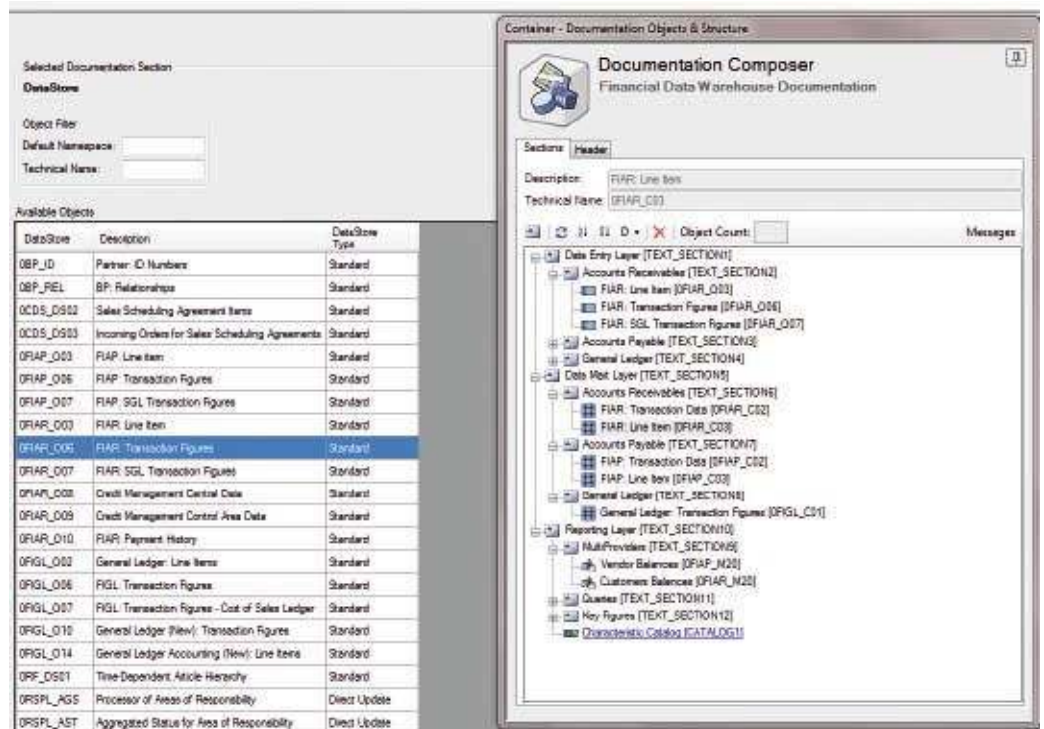 Selected Documentation Section
DataStore
Object Filter
Default Namespace:
Technical Name:
Available Objects
DataStore Description DataStore Type
0BP_ID Partner: ID Numbers Standard
0BP_REL BP: Relationships Standard
0CDS_DS02 Sales Scheduling Agreement Items Standard
0CDS_DS03 Incoming Orders for Sales Scheduling Agreements Standard
0FIAP_O03 FIAP: Line Item Standard
0FIAP_O06 FIAP: Transaction Figures Standard
0FIAP_O07 FIAP: SGL Transaction Figures Standard
0FIAR_O03 FIAR: Line Item Standard
0FIAR_O06 FIAR: Transaction Figures Standard
0FIAR_O07 FIAR: SGL Transaction Figures Standard
0FIAR_O08 Credit Management Central Data Standard
0FIAR_O09 Credit Management Control Area Data Standard
0FIAR_O10 FIAR: Payment History Standard
0FIGL_O02 General Ledger: Line Items Standard
0FIGL_O06 FIGL: Transaction Figures Standard
0FIGL_O07 FIGL: Transaction Figures - Cost of Sales Ledger Standard
0FIGL_O10 General Ledger (New): Transaction Figures Standard
0FIGL_O14 General Ledger Accounting (New): Line Items Standard
0RF_DS01 Time-Dependent Article Hierarchy Standard
0RSPL_AGS Processor of Areas of Responsibility Direct Update
0RSPL_AST Aggregated Status for Area of Responsibility Direct Update
Container - Documentation Objects & Structure
Documentation Composer
Financial Data Warehouse Documentation
Sections Header
Description: FIAR: Line Item
Technical Name: 0FIAR_C03
Object Count: Messages
Data Entry Layer [TEXT_SECTION1]
Accounts Receivables [TEXT_SECTION2]
FIAR: Line Item [0FIAR_O03]
FIAR: Transaction Figures [0FIAR_O06]
FIAR: SGL Transaction Figures [0FIAR_O07]
Accounts Payable [TEXT_SECTION3]
General Ledger [TEXT_SECTION4]
Data Mart Layer [TEXT_SECTION5]
Accounts Receivables [TEXT_SECTION6]
FIAR: Transaction Data [0FIAR_C02]
FIAR: Line Item [0FIAR_C03]
Accounts Payable [TEXT_SECTION7]
FIAP: Transaction Data [0FIAP_C02]
FIAP: Line Item [0FIAP_C03]
General Ledger [TEXT_SECTION8]
General Ledger: Transaction Figures [0FIGL_C01]
Reporting Layer [TEXT_SECTION10]
MultiProviders [TEXT_SECTION9]
Vendor Balances [0FIAP_M20]
Customers Balances [0FIAR_M20]
Queries [TEXT_SECTION11]
Key Figures [TEXT_SECTION12]
Characteristic Catalog [CATALOG1]